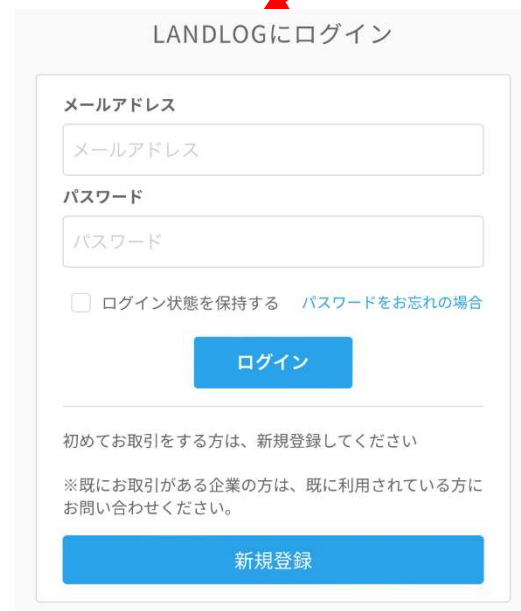 LANDLOGにログイン
メールアドレス
メールアドレス
パスワード
パスワード
ログイン状態を保持する パスワードをお忘れの場合
ログイン
初めてお取引をする方は、新規登録してください
※既にお取引がある企業の方は、既に利用されている方に
お問い合わせください。
新規登録